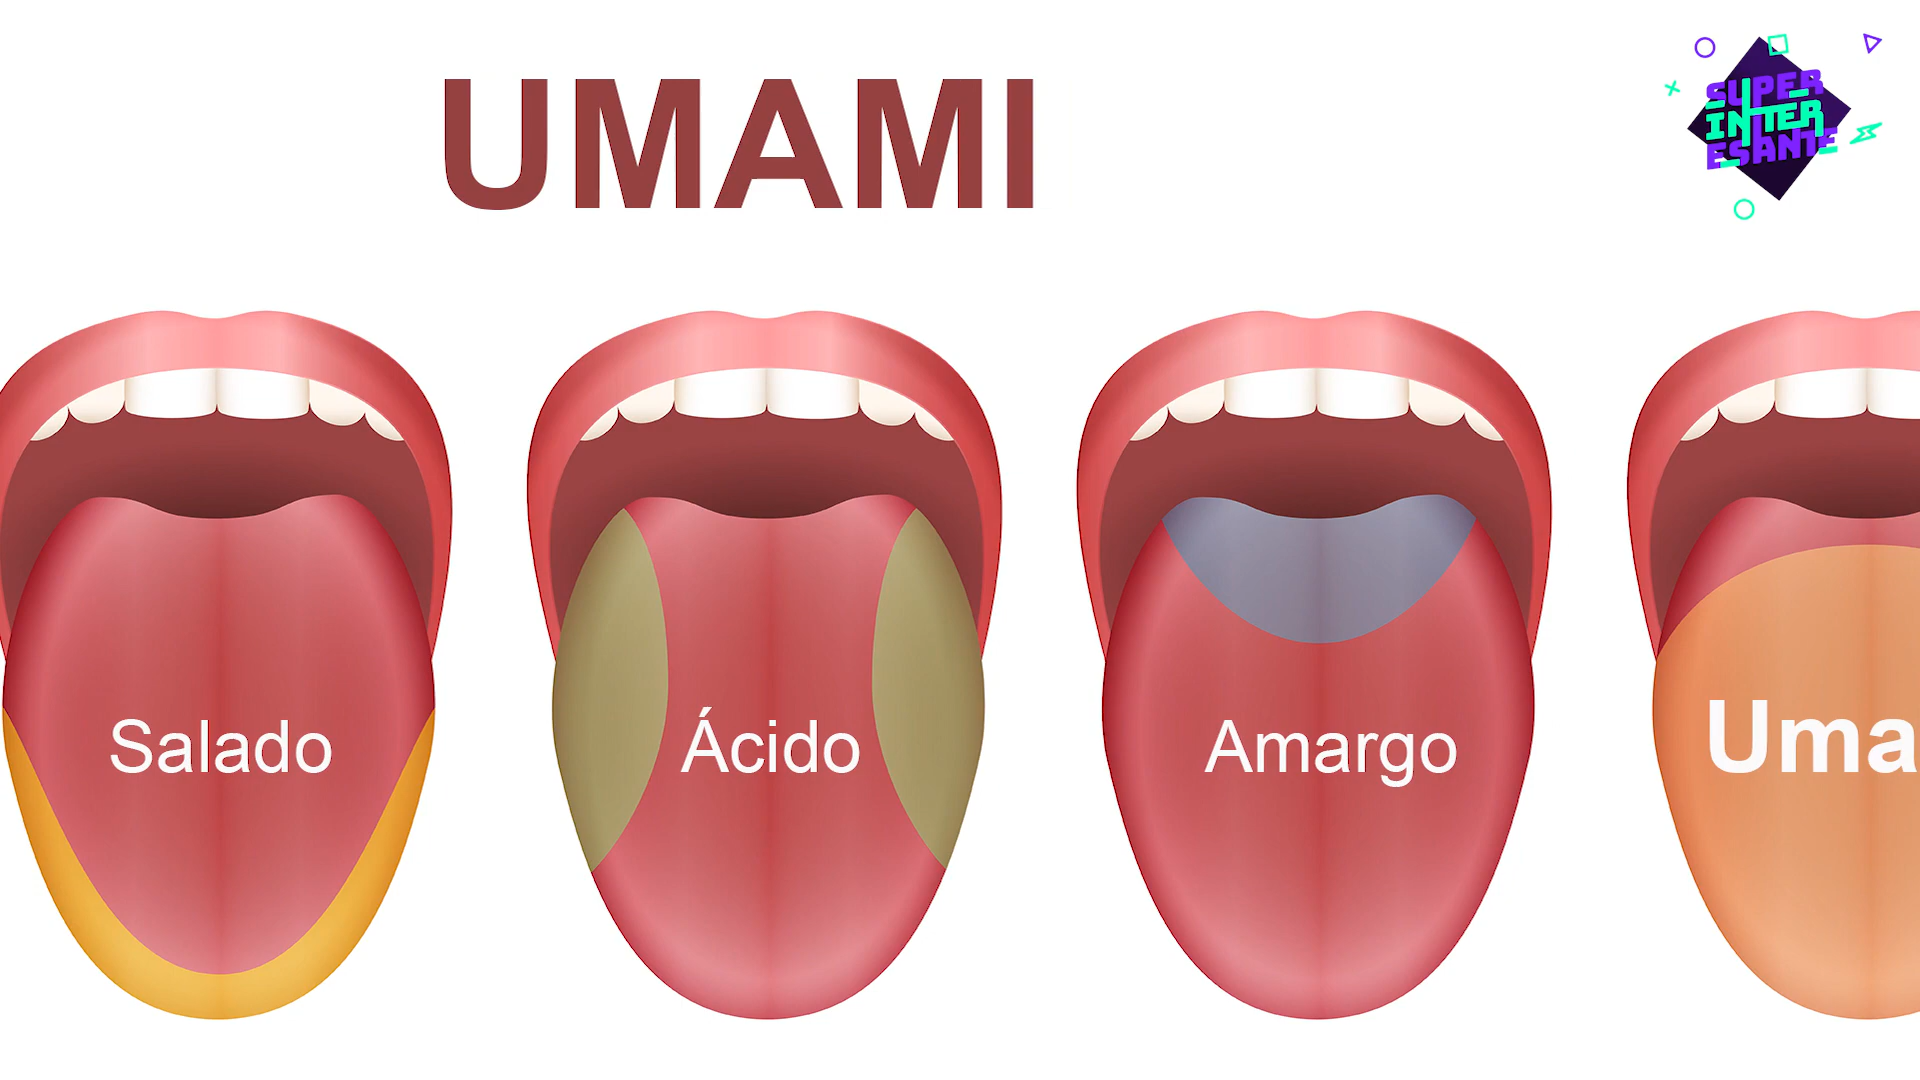 UMAMI
SUPER
INTER
ESANTE
Salado
Ácido
Amargo
Uma